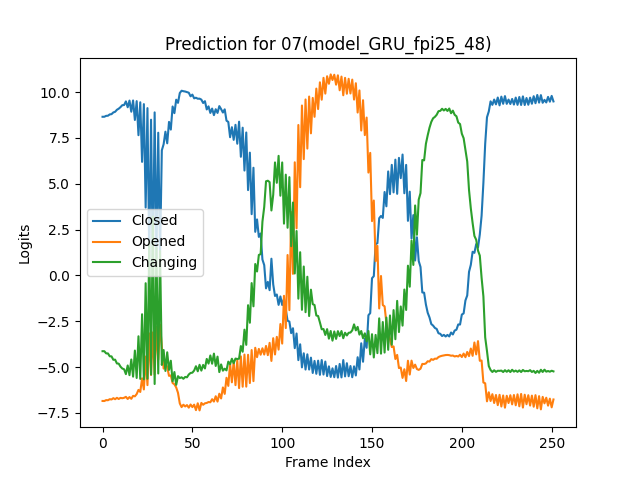 Prediction for 07(model_GRU_fpi25_48)
10.0
7.5
5.0
2.5
0.0
−2.5
−5.0
−7.5
Logits
Closed
Opened
Changing
0 50 100 150 200 250
Frame Index